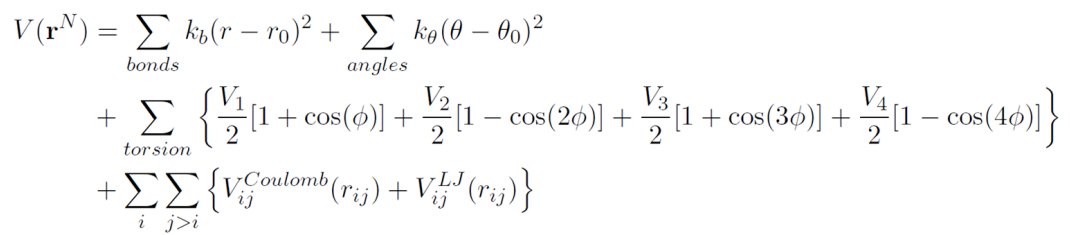 V(𝐫^N) = ∑_{bonds} k_b(r − r_0)^2 + ∑_{angles} k_θ(θ − θ_0)^2
+ ∑_{torsion} { V_1/2 [1 + cos(ϕ)] + V_2/2 [1 − cos(2ϕ)] + V_3/2 [1 + cos(3ϕ)] + V_4/2 [1 − cos(4ϕ)] }
+ ∑_i ∑_{j>i} { V_{ij}^{Coulomb}(r_{ij}) + V_{ij}^{LJ}(r_{ij}) }